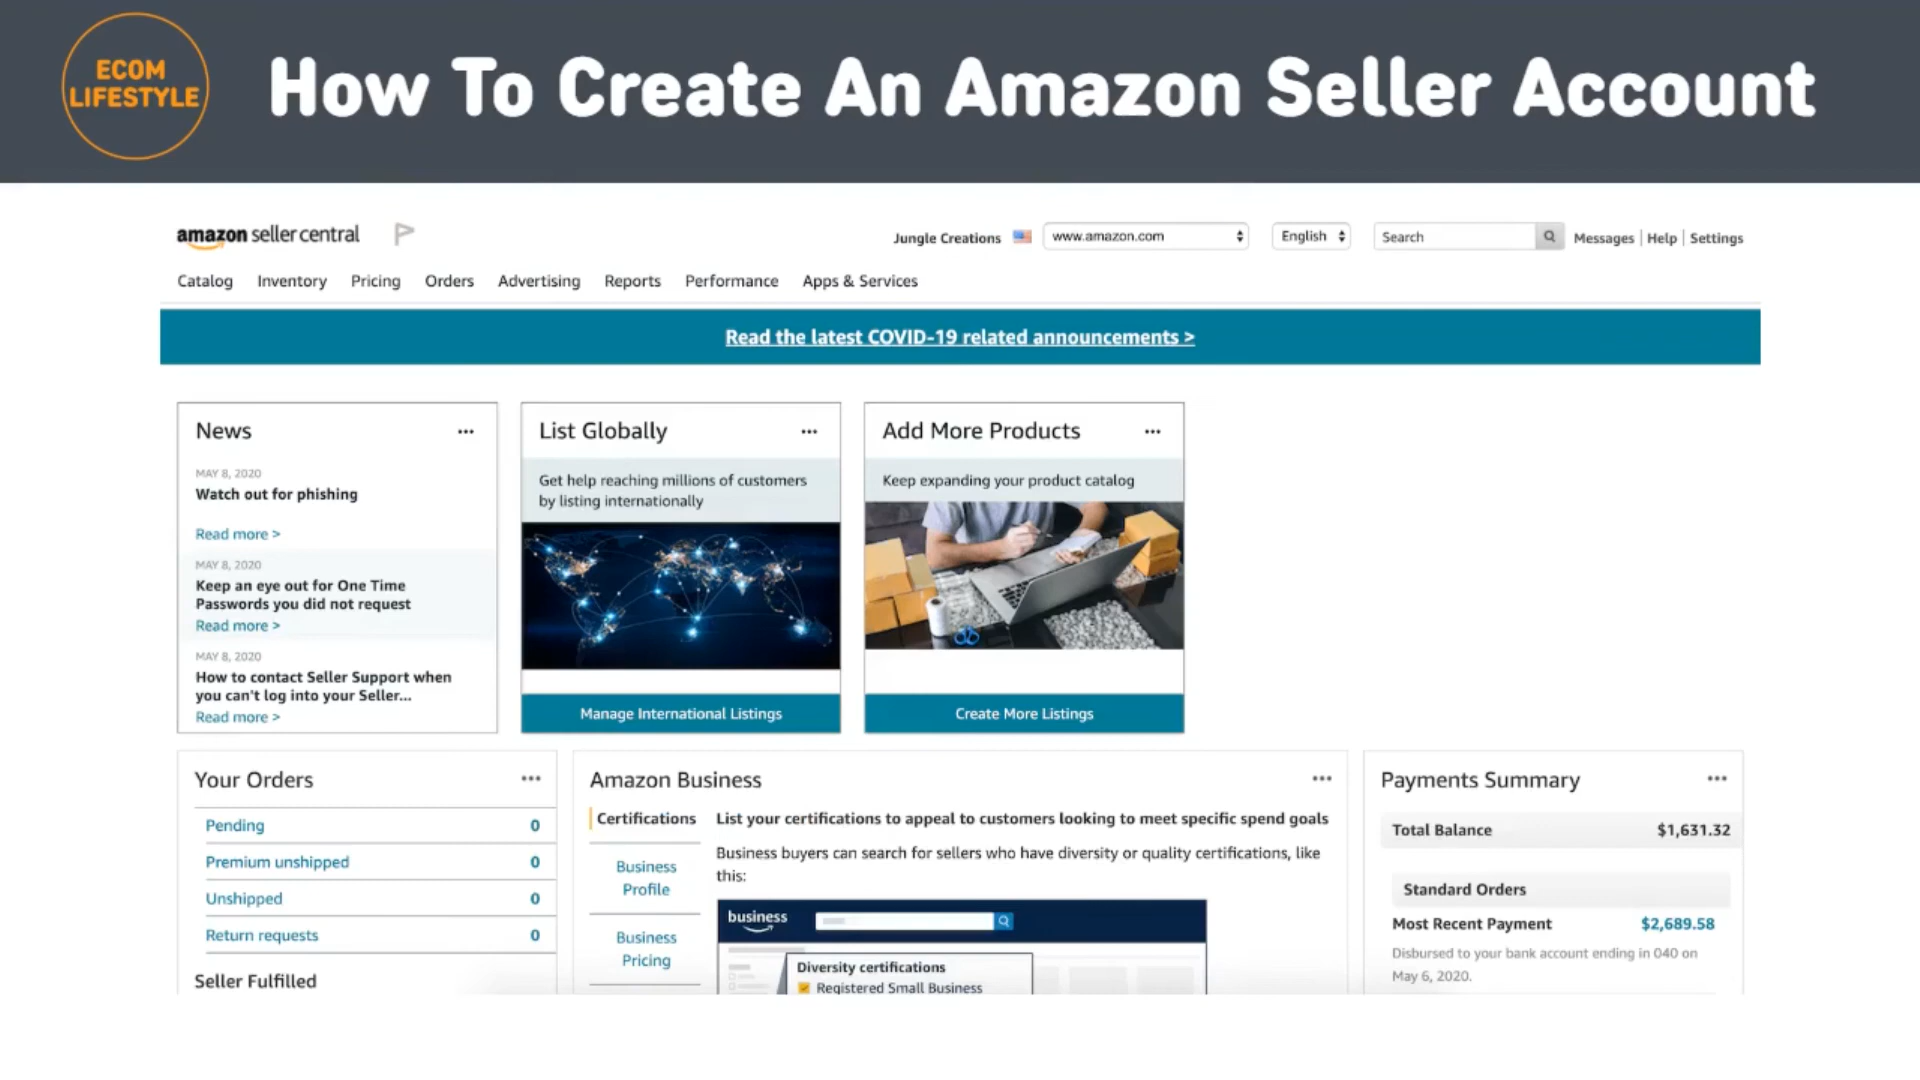 ECOM
LIFESTYLE
How To Create An Amazon Seller Account
amazon seller central
Jungle Creations
www.amazon.com
English
Search
Messages | Help | Settings
Catalog Inventory Pricing Orders Advertising Reports Performance Apps & Services
Read the latest COVID-19 related announcements >
News
MAY 8, 2020
Watch out for phishing
Read more >
MAY 8, 2020
Keep an eye out for One Time
Passwords you did not request
Read more >
MAY 8, 2020
How to contact Seller Support when
you can't log into your Seller...
Read more >
List Globally
Get help reaching millions of customers
by listing internationally
Manage International Listings
Add More Products
Keep expanding your product catalog
Create More Listings
Your Orders
Pending 0
Premium unshipped 0
Unshipped 0
Return requests 0
Seller Fulfilled
Amazon Business
Certifications
Business
Profile
Business
Pricing
List your certifications to appeal to customers looking to meet specific spend goals
Business buyers can search for sellers who have diversity or quality certifications, like
this:
business
Diversity certifications
Registered Small Business
Payments Summary
Total Balance $1,631.32
Standard Orders
Most Recent Payment $2,689.58
Disbursed to your bank account ending in 040 on
May 6, 2020.